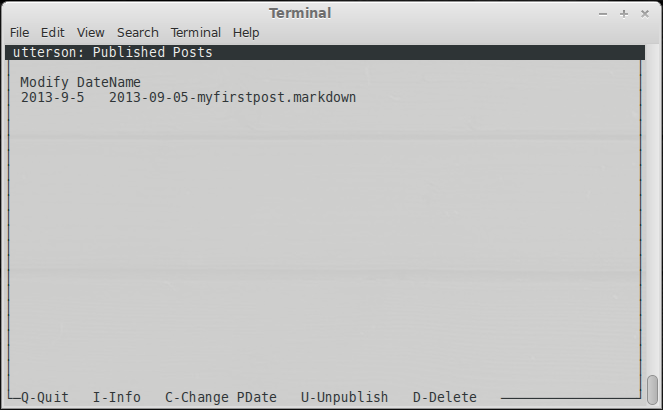 Terminal
File Edit View Search Terminal Help
utterson: Published Posts
Modify DateName
2013-9-5 2013-09-05-myfirstpost.markdown
Q-Quit I-Info C-Change PDate U-Unpublish D-Delete